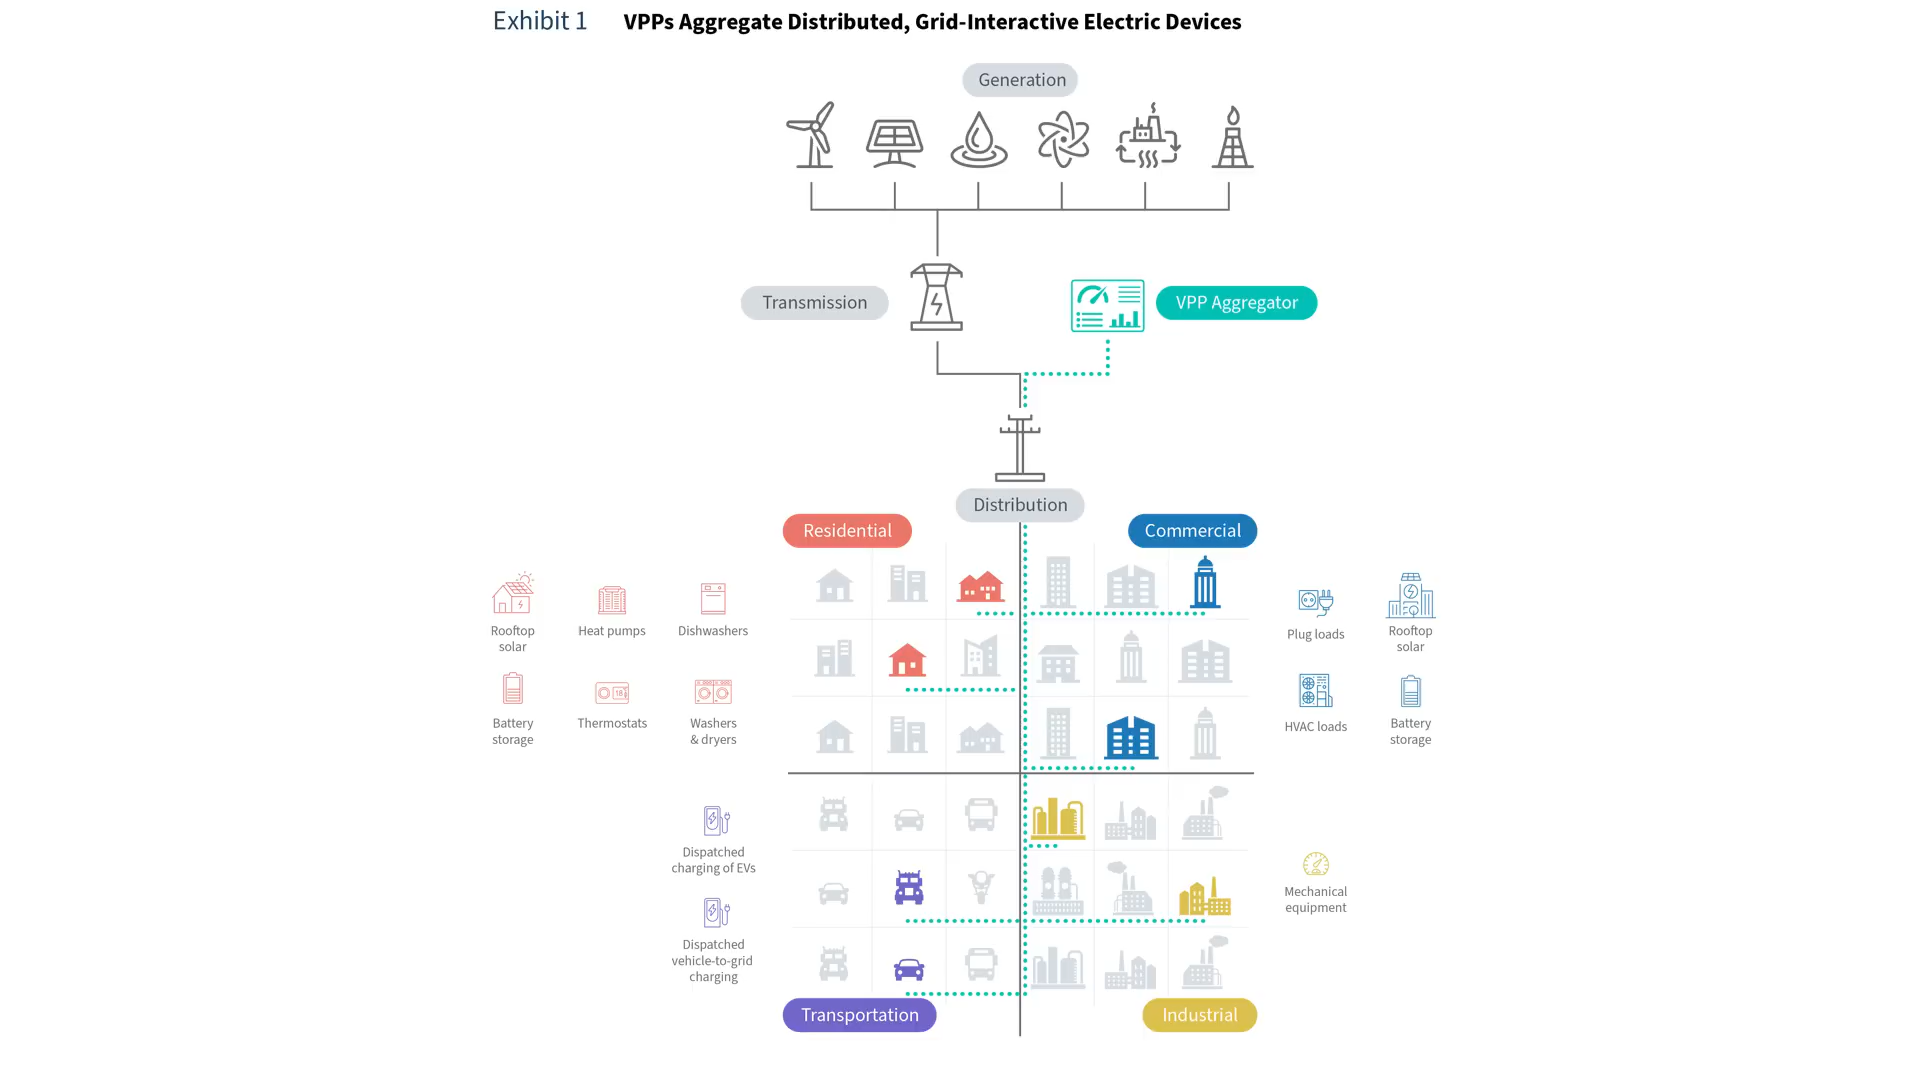 Exhibit 1
VPPs Aggregate Distributed, Grid-Interactive Electric Devices
Generation
Transmission
VPP Aggregator
Distribution
Residential
Commercial
Rooftop
solar
Heat pumps
Dishwashers
Battery
storage
18
Thermostats
Washers
& dryers
Plug loads
Rooftop
solar
HVAC loads
Battery
storage
Dispatched
charging of EVs
Dispatched
vehicle-to-grid
charging
Mechanical
equipment
Transportation
Industrial